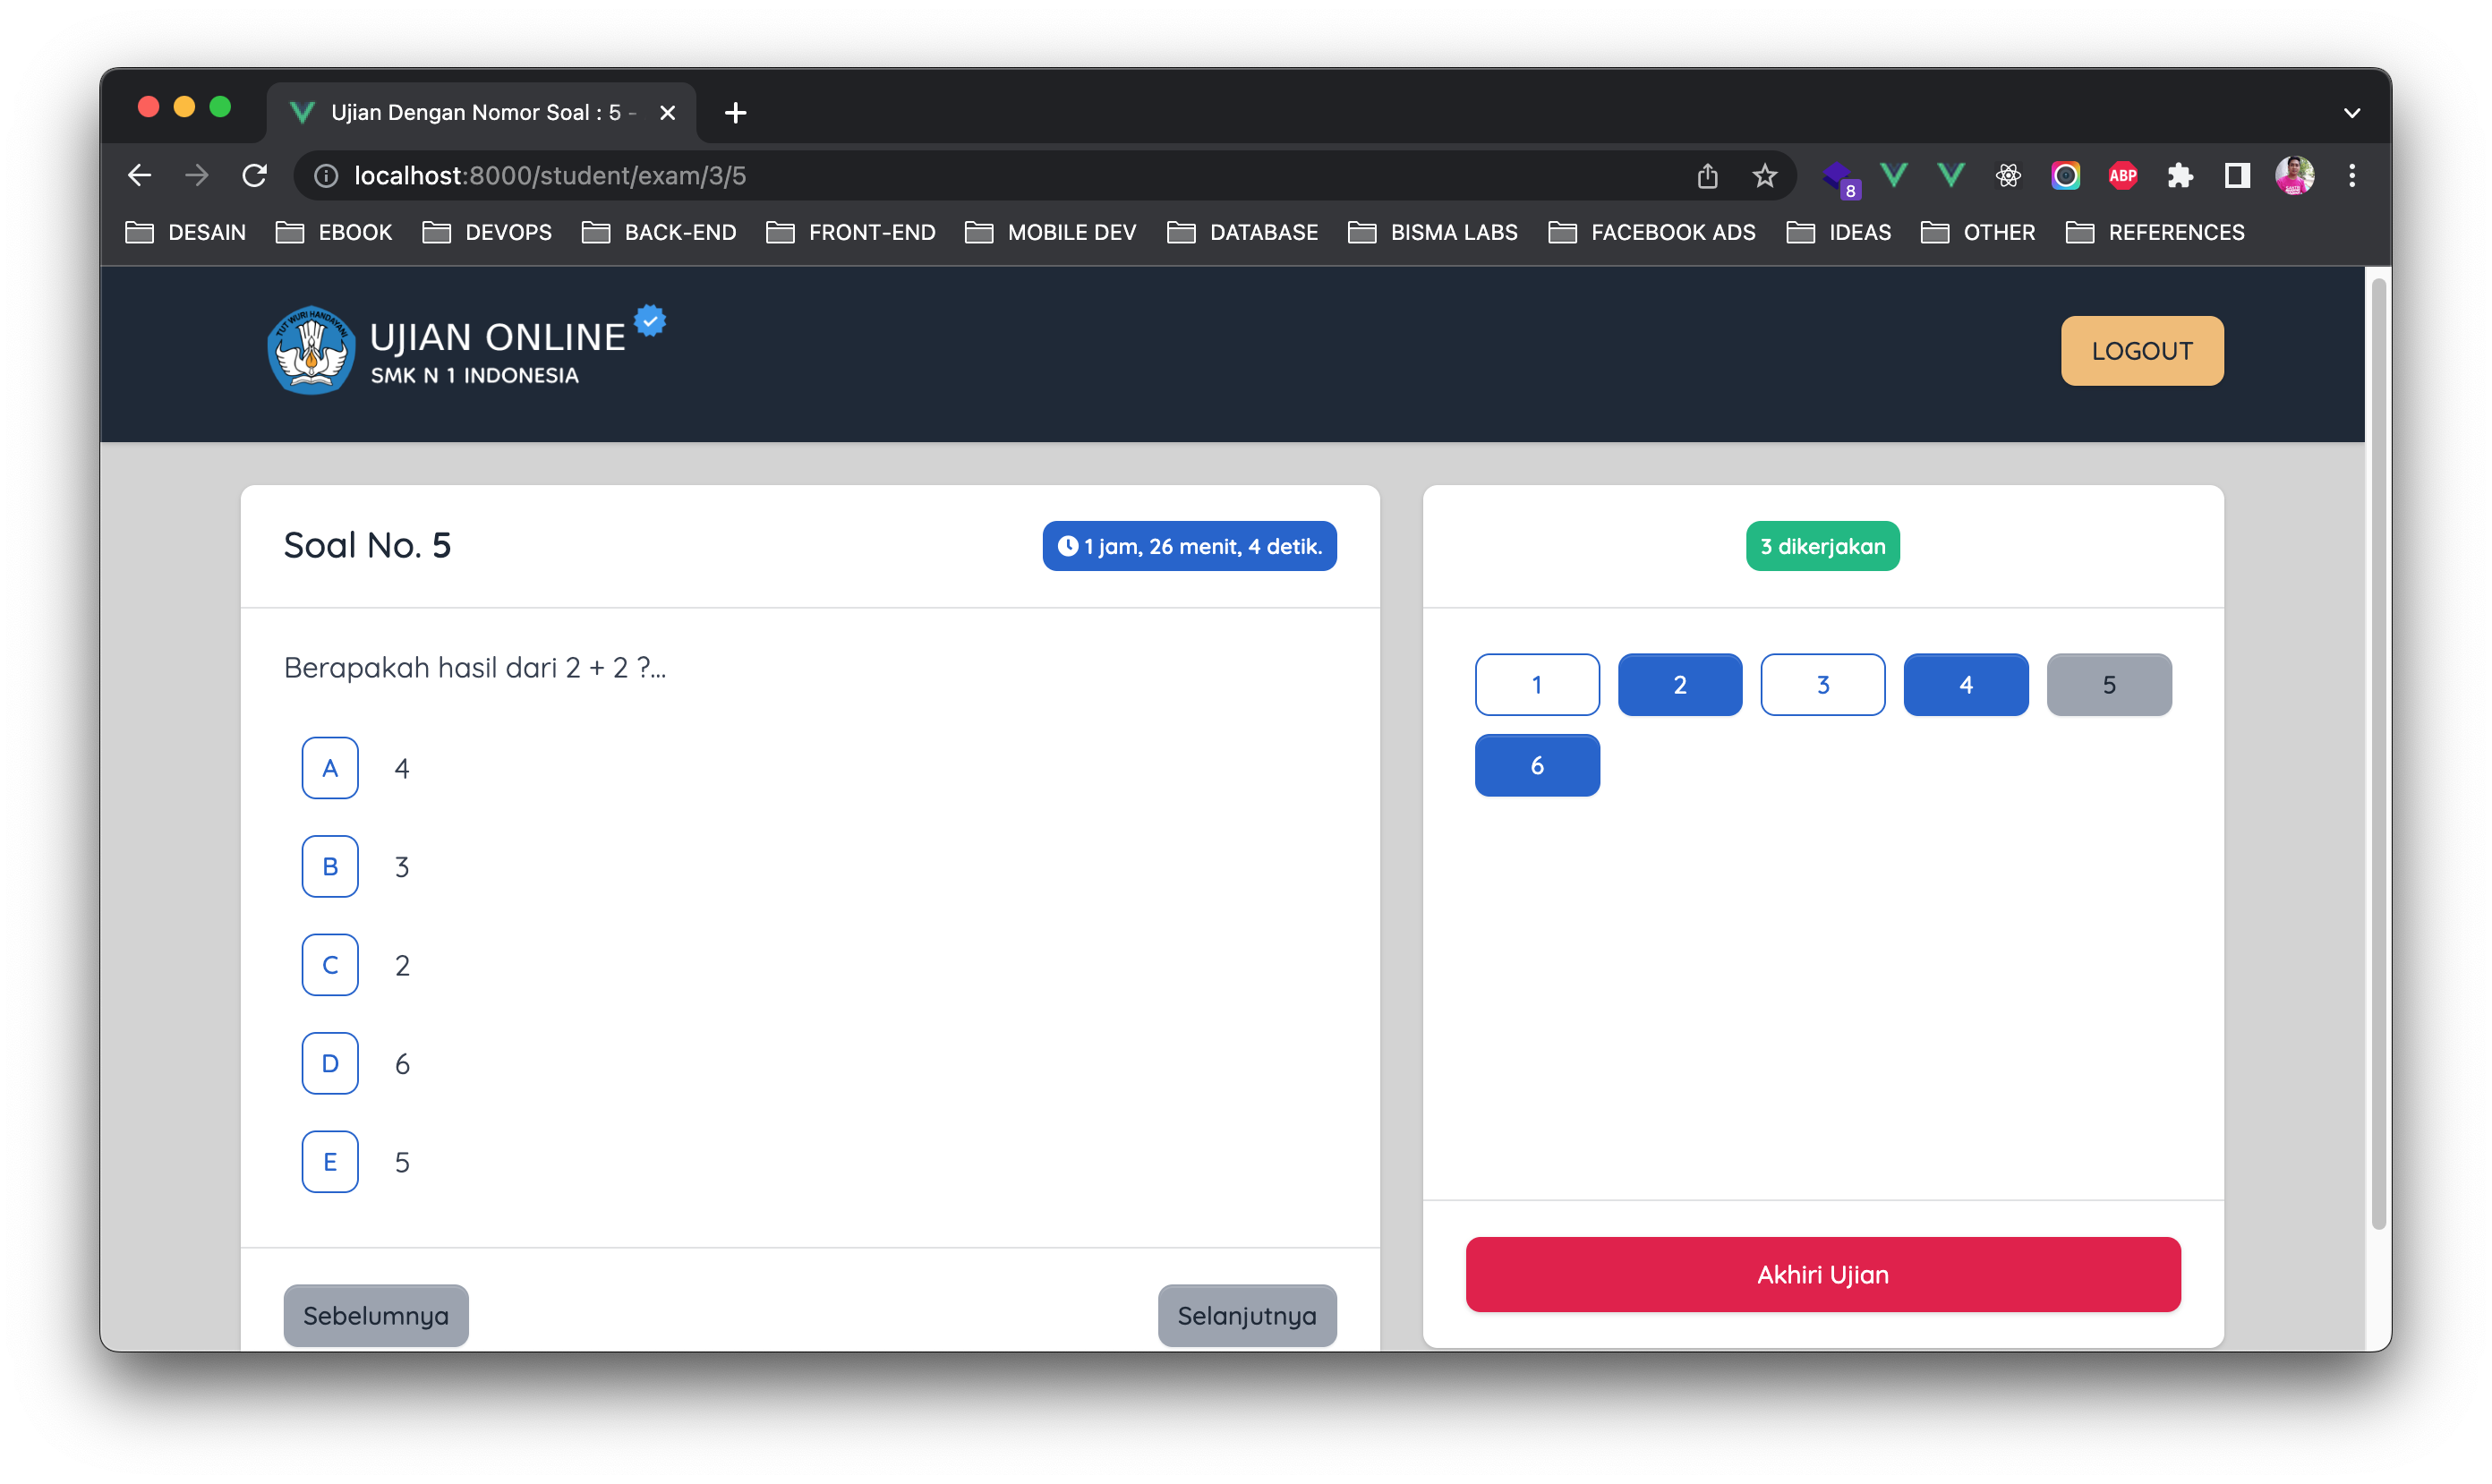 Ujian Dengan Nomor Soal : 5 -
localhost:8000/student/exam/3/5
8
ABP
DESAIN EBOOK DEVOPS BACK-END FRONT-END MOBILE DEV DATABASE BISMA LABS FACEBOOK ADS IDEAS OTHER REFERENCES
TUT WURI HANDAYANI
UJIAN ONLINE
SMK N 1 INDONESIA
LOGOUT
Soal No. 5
1 jam, 26 menit, 4 detik.
Berapakah hasil dari 2 + 2 ?...
A 4
B 3
C 2
D 6
E 5
Sebelumnya
Selanjutnya
3 dikerjakan
1 2 3 4 5
6
Akhiri Ujian